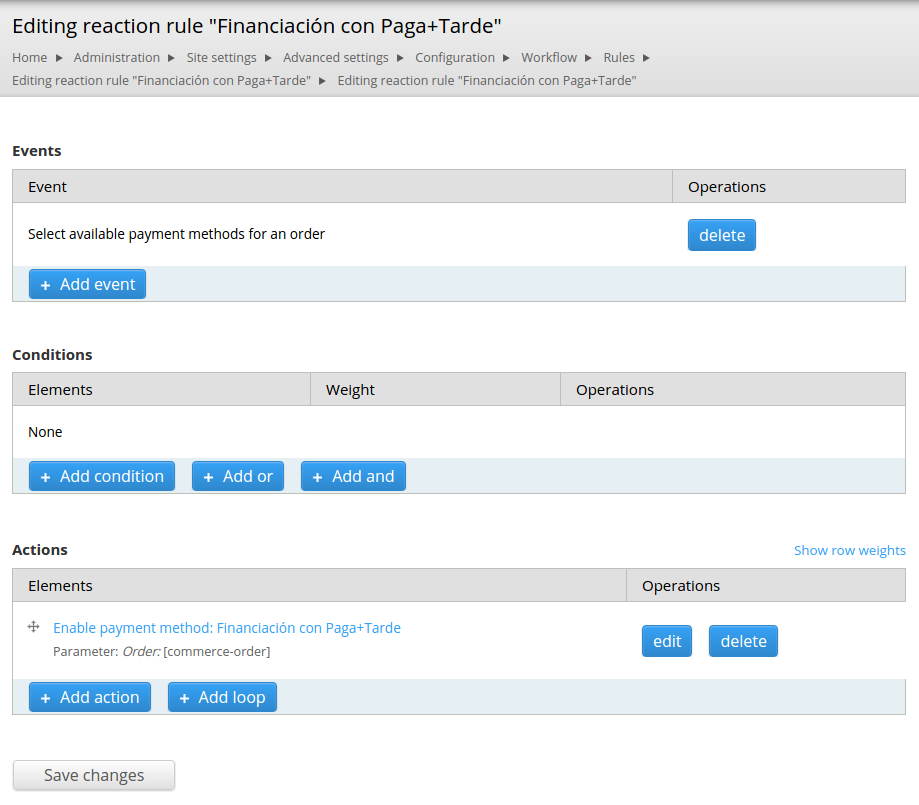 Editing reaction rule "Financiación con Paga+Tarde"
Home ▶ Administration ▶ Site settings ▶ Advanced settings ▶ Configuration ▶ Workflow ▶ Rules ▶
Editing reaction rule "Financiación con Paga+Tarde" ▶ Editing reaction rule "Financiación con Paga+Tarde"
Events
Event Operations
Select available payment methods for an order delete
+ Add event
Conditions
Elements Weight Operations
None
+ Add condition + Add or + Add and
Actions Show row weights
Elements Operations
Enable payment method: Financiación con Paga+Tarde
Parameter: Order: [commerce-order]
edit delete
+ Add action + Add loop
Save changes